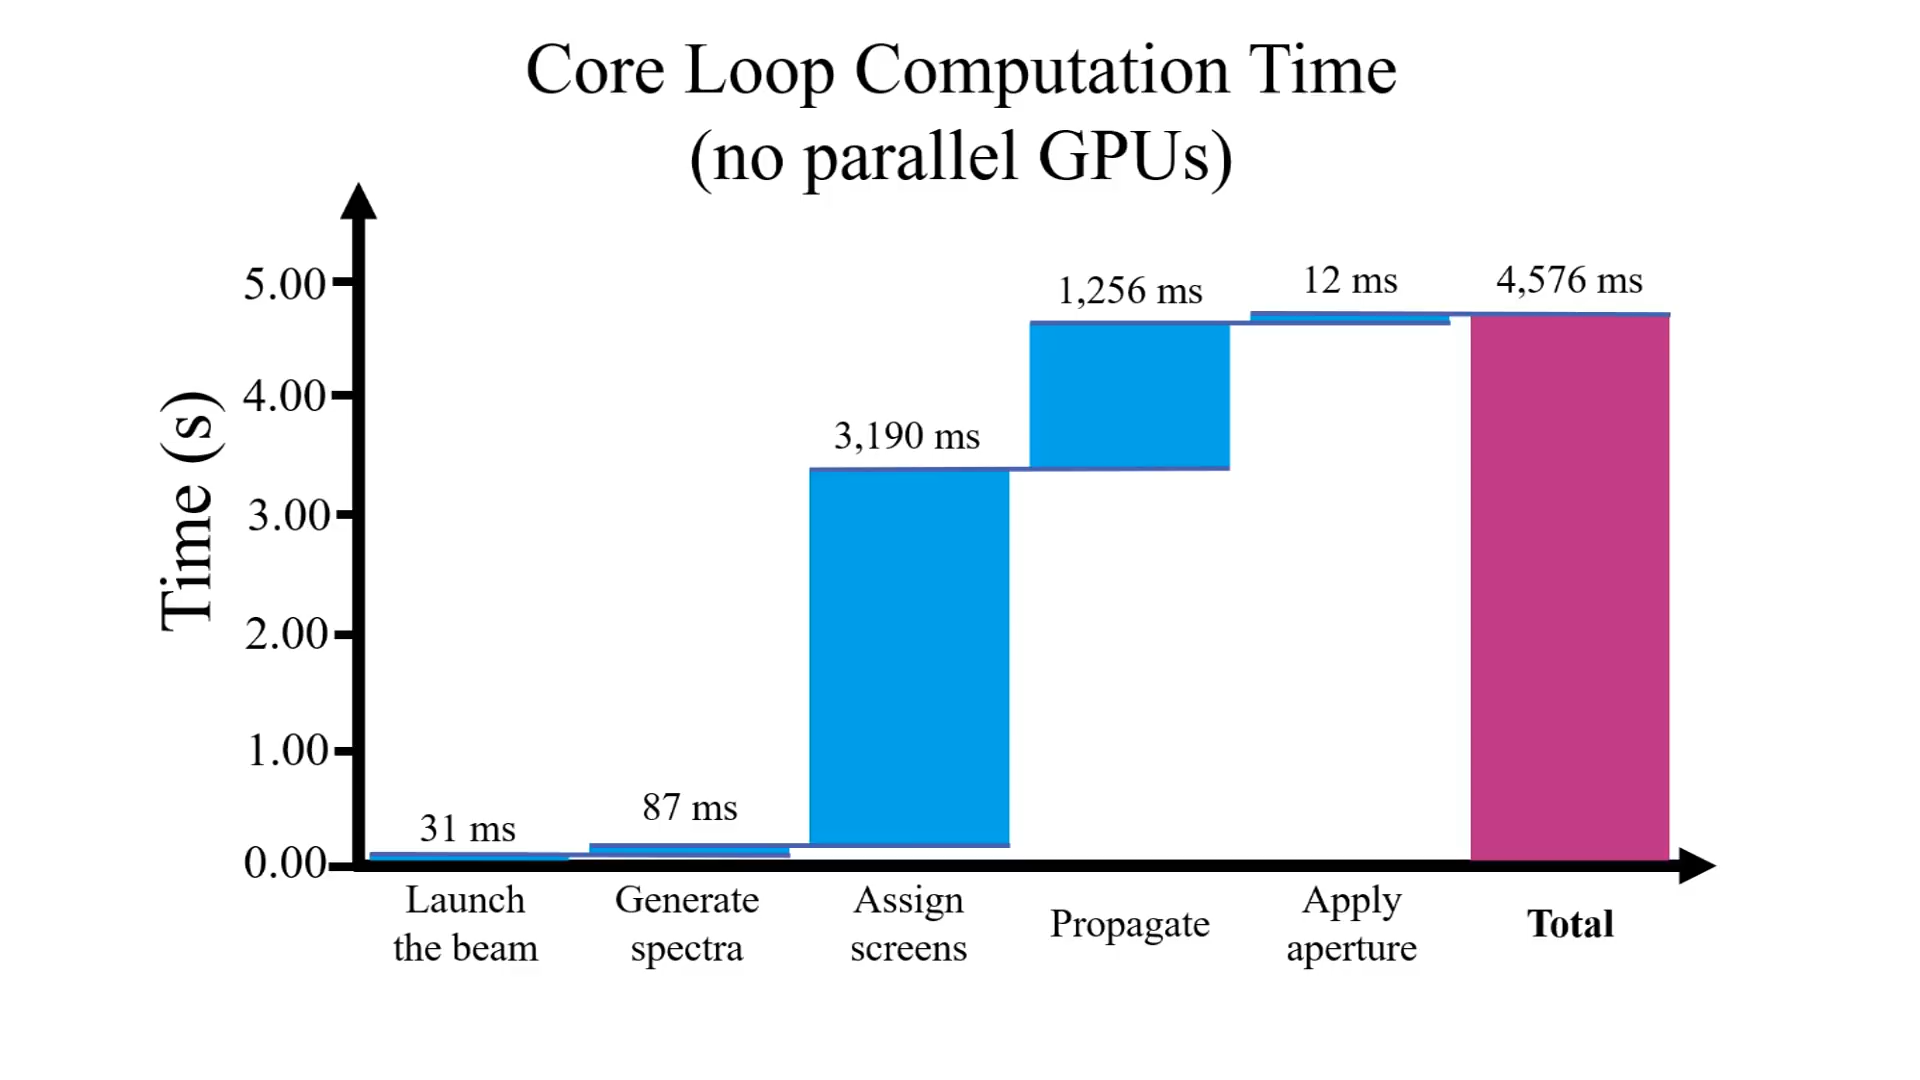 Core Loop Computation Time
(no parallel GPUs)
Time (s)
5.00
4.00
3.00
2.00
1.00
0.00
31 ms
87 ms
3,190 ms
1,256 ms
12 ms
4,576 ms
Launch
the beam
Generate
spectra
Assign
screens
Propagate
Apply
aperture
Total